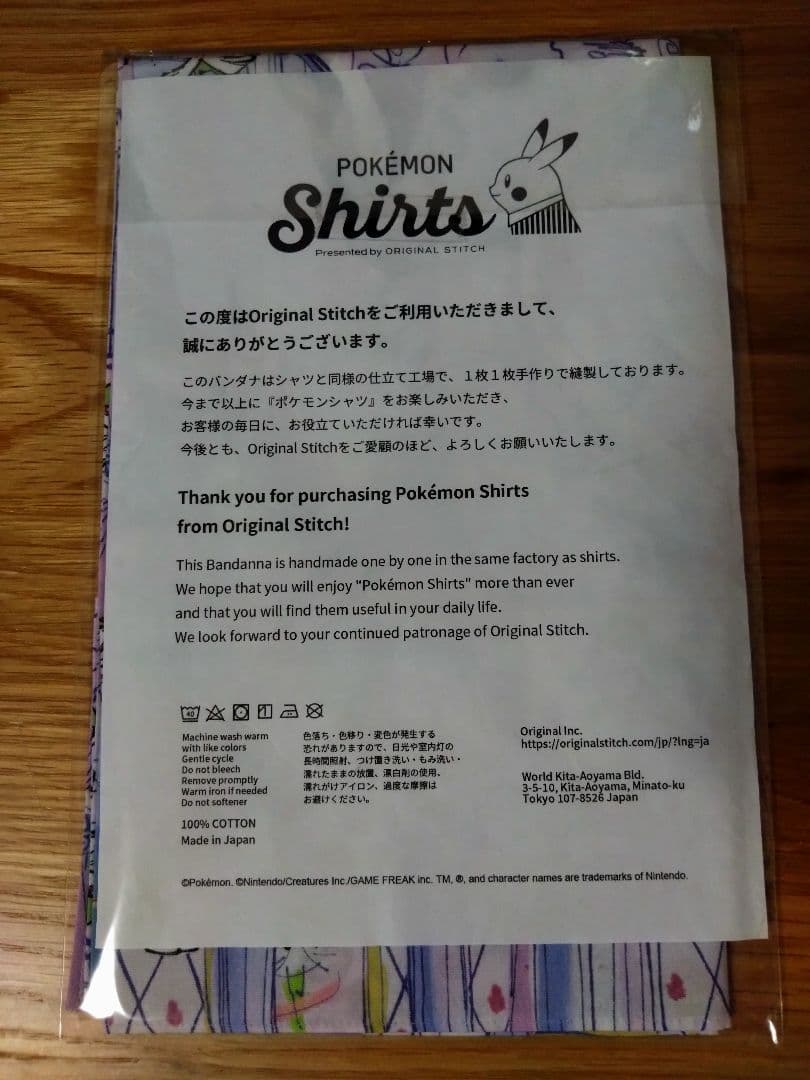 POKÉMON
Shirts
Presented by ORIGINAL STITCH
この度はOriginal Stitchをご利用いただきまして、
誠にありがとうございます。
このバンダナはシャツと同様の仕立て工場で、１枚１枚手作りで縫製しております。
今まで以上に『ポケモンシャツ』をお楽しみいただき、
お客様の毎日に、お役立ていただければ幸いです。
今後とも、Original Stitchをご愛顧のほど、よろしくお願いいたします。
Thank you for purchasing Pokémon Shirts
from Original Stitch!
This Bandanna is handmade one by one in the same factory as shirts.
We hope that you will enjoy "Pokémon Shirts" more than ever
and that you will find them useful in your daily life.
We look forward to your continued patronage of Original Stitch.
40
Machine wash warm
with like colors
Gentle cycle
Do not bleech
Remove promptly
Warm iron if needed
Do not softener
100% COTTON
Made in Japan
色落ち・色移り・変色が発生する
恐れがありますので、日光や室内灯の
長時間照射、つけ置き洗い・もみ洗い・
濡れたままの放置、漂白剤の使用、
濡れがけアイロン、過度な摩擦は
お避けください。
Original Inc.
https://originalstitch.com/jp/?lng=ja
World Kita-Aoyama Bld.
3-5-10, Kita-Aoyama, Minato-ku
Tokyo 107-8526 Japan
©Pokémon. ©Nintendo/Creatures Inc./GAME FREAK inc. TM, ®, and character names are trademarks of Nintendo.